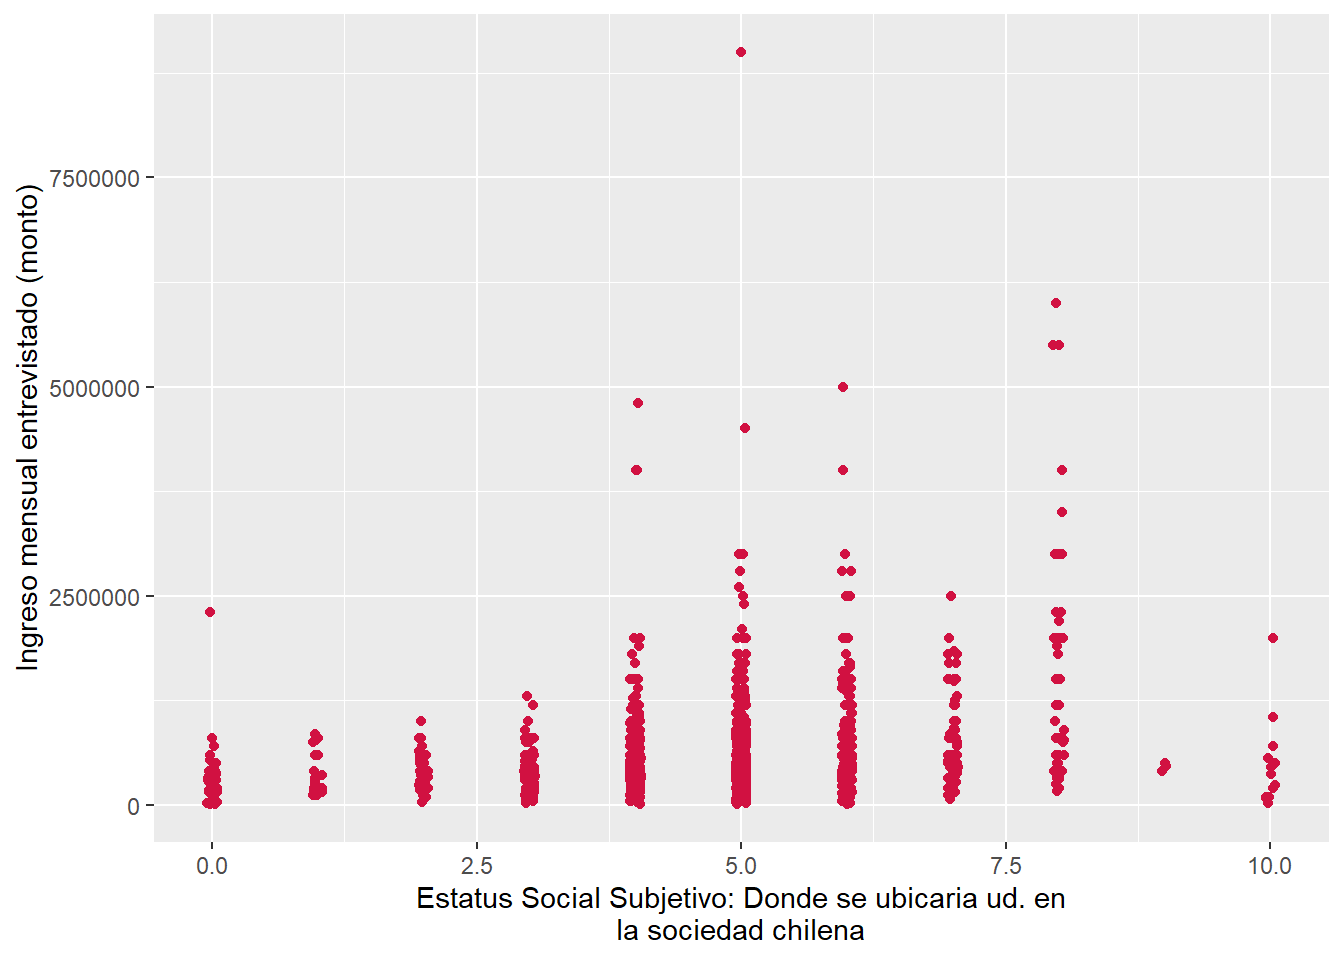 7500000
5000000
2500000
0
Ingreso mensual entrevistado (monto)
0.0 2.5 5.0 7.5 10.0
Estatus Social Subjetivo: Donde se ubicaria ud. en
la sociedad chilena